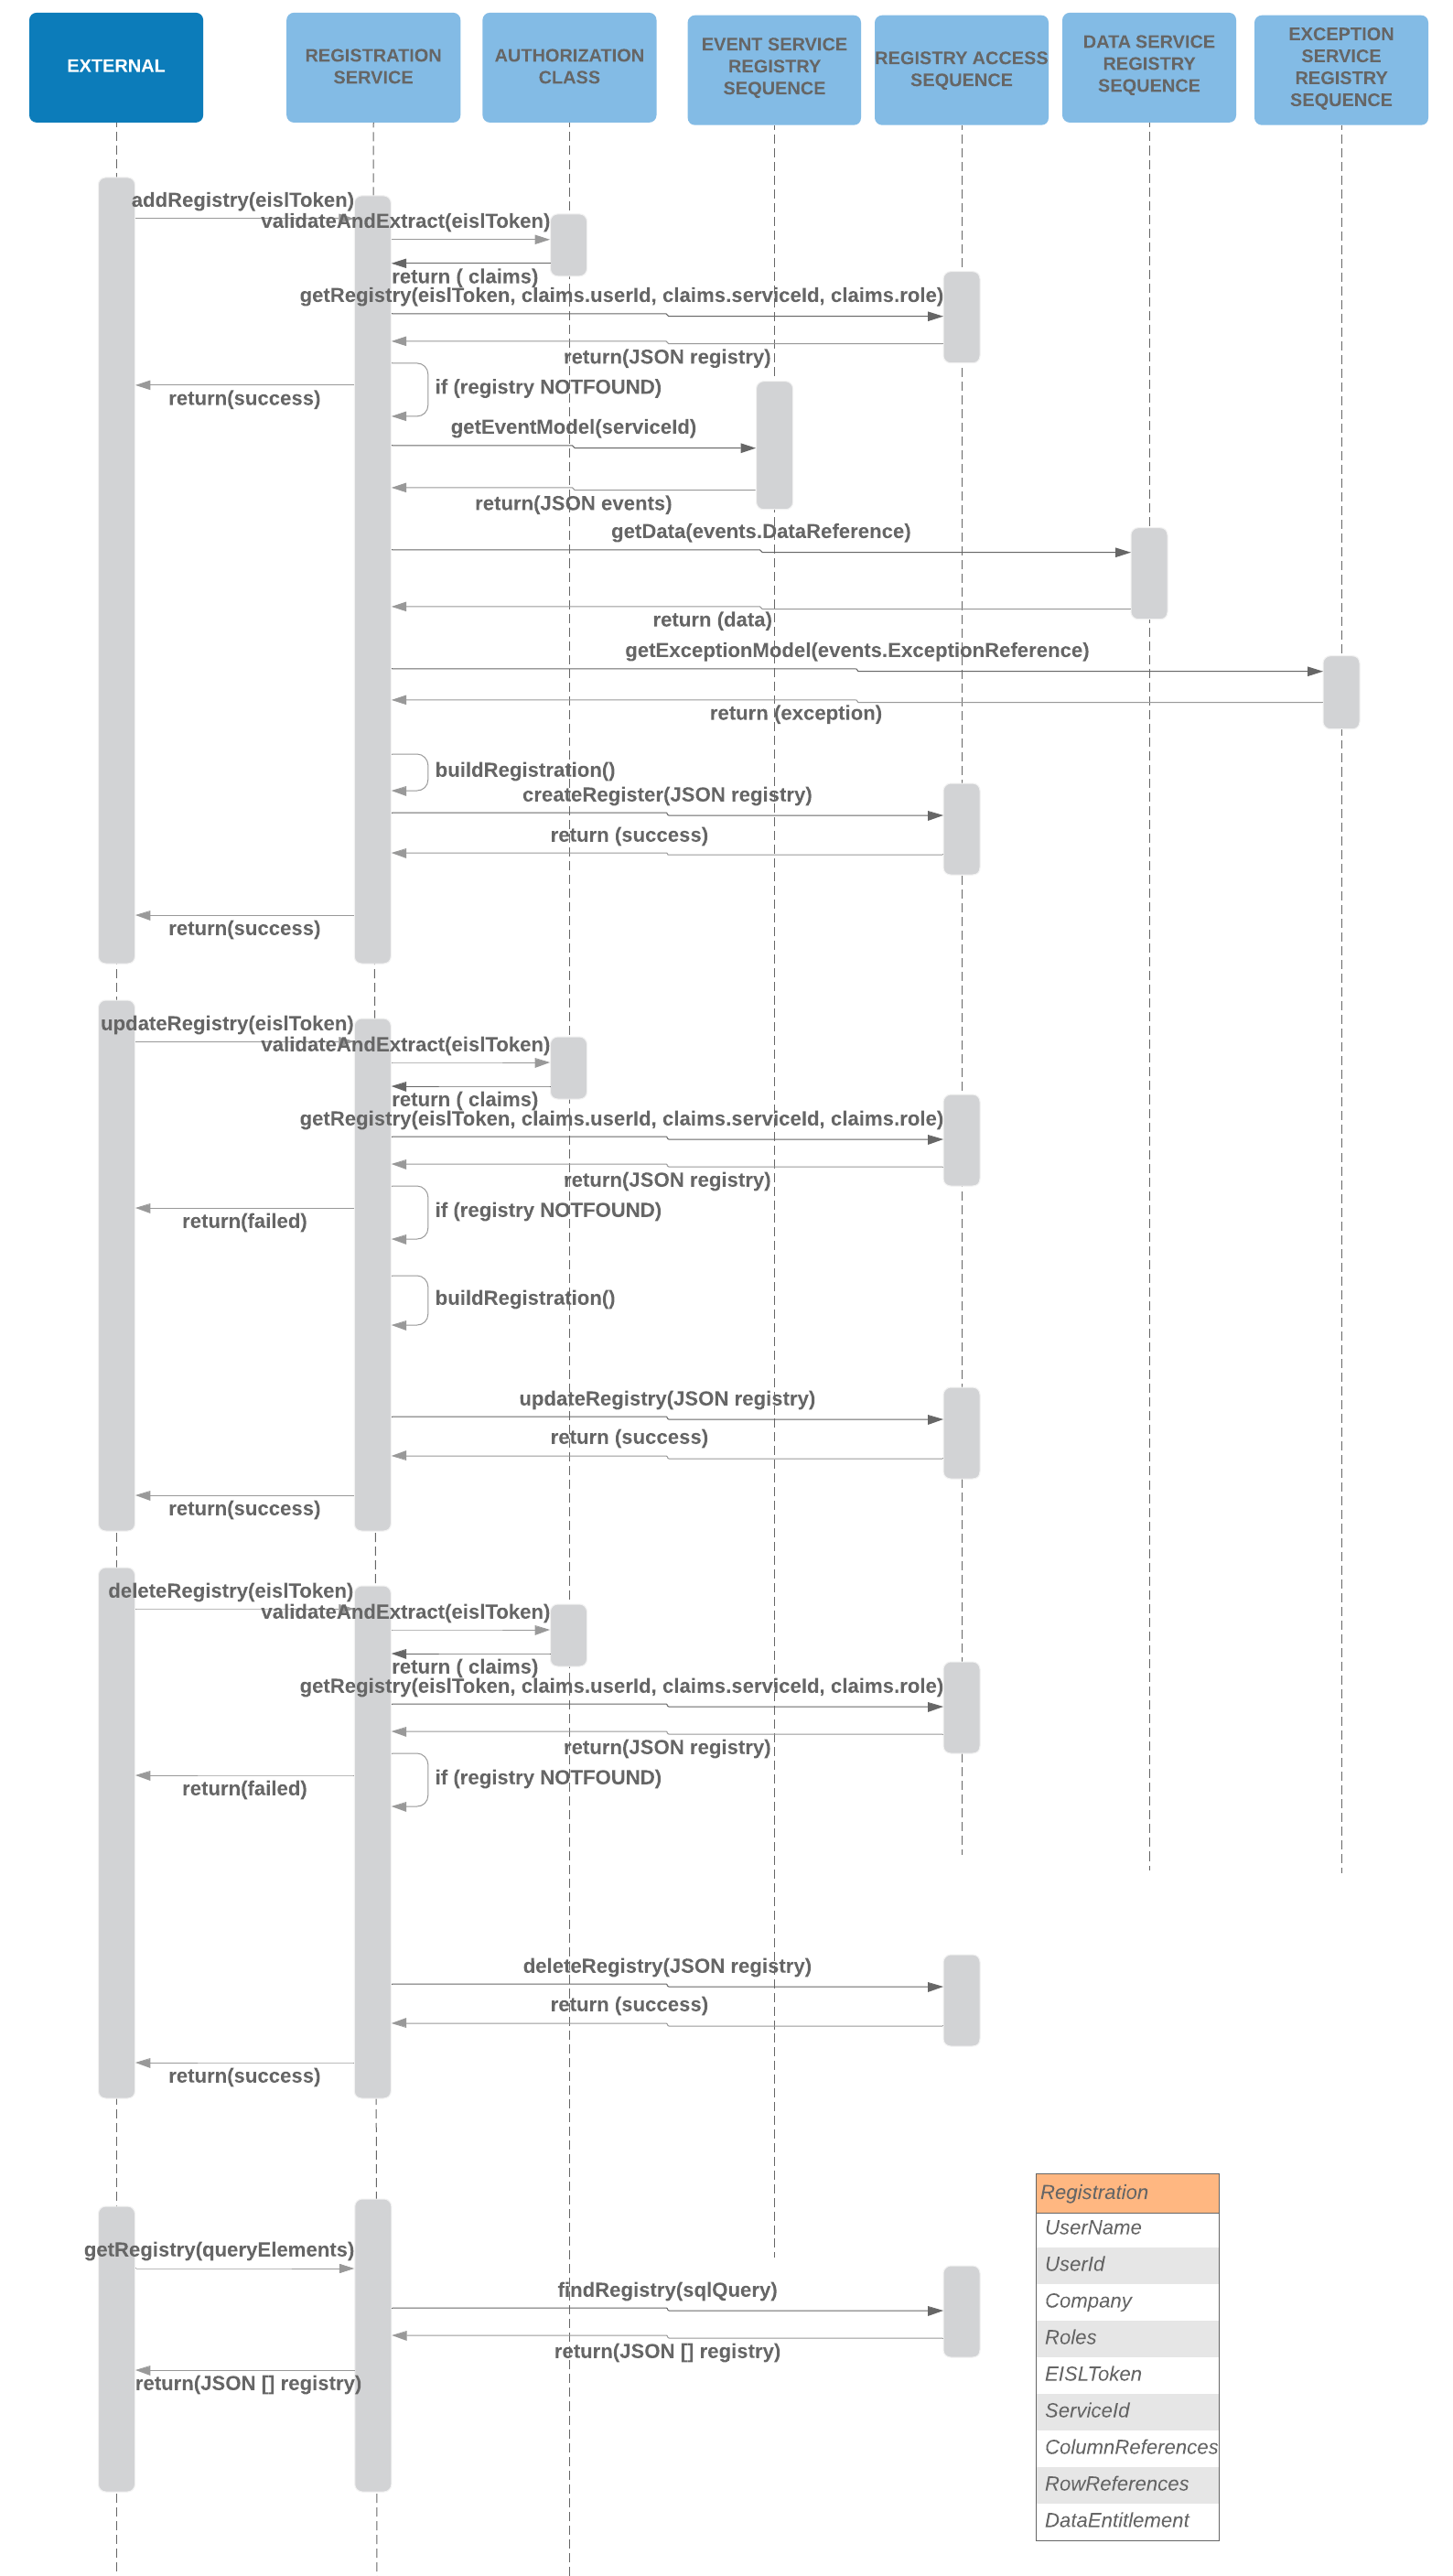 EXTERNAL
REGISTRATION
SERVICE
AUTHORIZATION
CLASS
EVENT SERVICE
REGISTRY
SEQUENCE
REGISTRY ACCESS
SEQUENCE
DATA SERVICE
REGISTRY
SEQUENCE
EXCEPTION
SERVICE
REGISTRY
SEQUENCE
addRegistry(eislToken)
validateAndExtract(eislToken)
return ( claims)
getRegistry(eislToken, claims.userId, claims.serviceId, claims.role)
return(JSON registry)
if (registry NOTFOUND)
return(success)
getEventModel(serviceId)
return(JSON events)
getData(events.DataReference)
return (data)
getExceptionModel(events.ExceptionReference)
return (exception)
buildRegistration()
createRegister(JSON registry)
return (success)
return(success)
updateRegistry(eislToken)
validateAndExtract(eislToken)
return ( claims)
getRegistry(eislToken, claims.userId, claims.serviceId, claims.role)
return(JSON registry)
if (registry NOTFOUND)
return(failed)
buildRegistration()
updateRegistry(JSON registry)
return (success)
return(success)
deleteRegistry(eislToken)
validateAndExtract(eislToken)
return ( claims)
getRegistry(eislToken, claims.userId, claims.serviceId, claims.role)
return(JSON registry)
if (registry NOTFOUND)
return(failed)
deleteRegistry(JSON registry)
return (success)
return(success)
getRegistry(queryElements)
findRegistry(sqlQuery)
return(JSON [] registry)
return(JSON [] registry)
Registration
UserName
UserId
Company
Roles
EISLToken
ServiceId
ColumnReferences
RowReferences
DataEntitlement